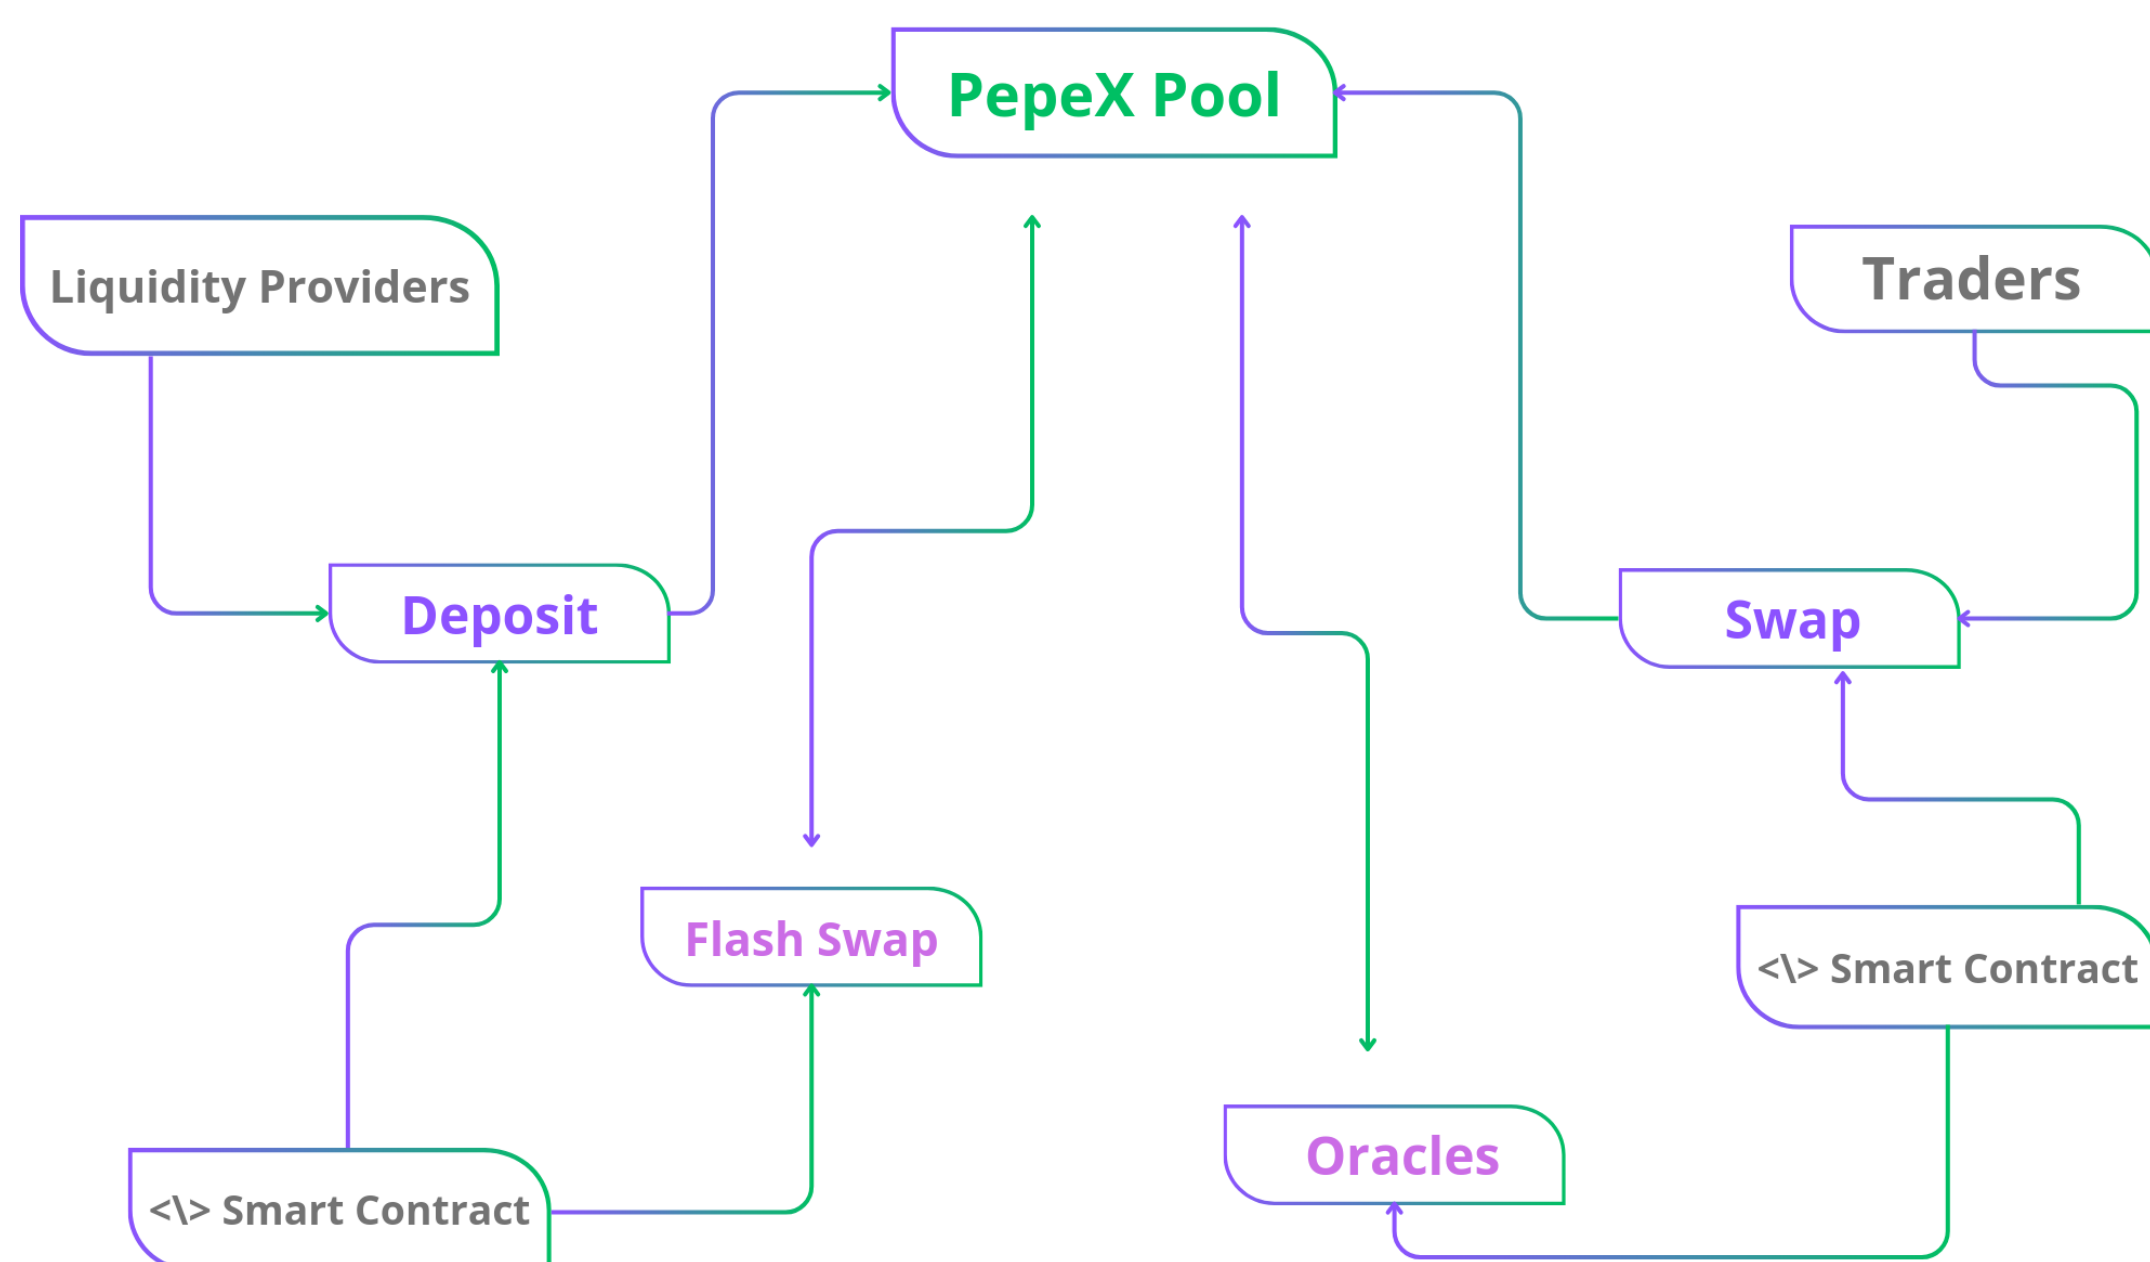 PepeX Pool
Liquidity Providers
Traders
Deposit
Swap
Flash Swap
<\> Smart Contract
Oracles
<\> Smart Contract